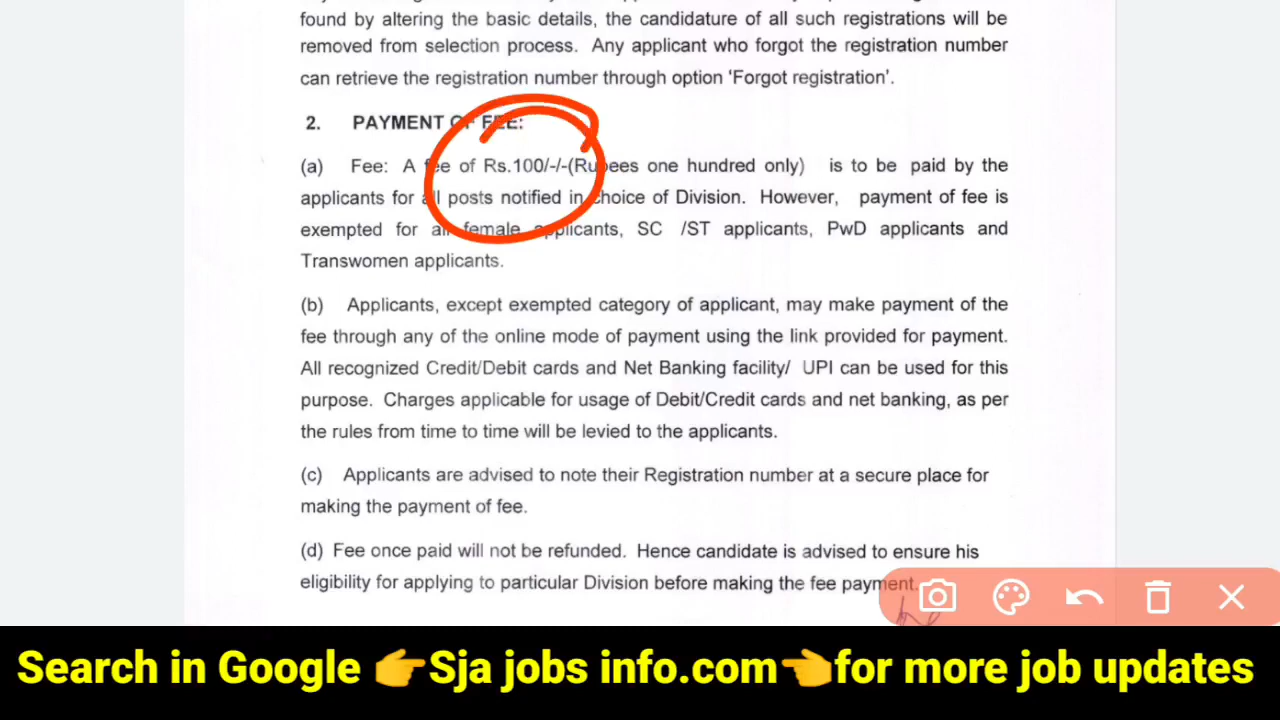 found by altering the basic details, the candidature of all such registrations will be
removed from selection process. Any applicant who forgot the registration number
can retrieve the registration number through option 'Forgot registration'.
2. PAYMENT OF FEE:
(a) Fee: A fee of Rs.100/-/-(Rupees one hundred only) is to be paid by the
applicants for all posts notified in choice of Division. However, payment of fee is
exempted for all female applicants, SC /ST applicants, PwD applicants and
Transwomen applicants.
(b) Applicants, except exempted category of applicant, may make payment of the
fee through any of the online mode of payment using the link provided for payment.
All recognized Credit/Debit cards and Net Banking facility/ UPI can be used for this
purpose. Charges applicable for usage of Debit/Credit cards and net banking, as per
the rules from time to time will be levied to the applicants.
(c) Applicants are advised to note their Registration number at a secure place for
making the payment of fee.
(d) Fee once paid will not be refunded. Hence candidate is advised to ensure his
eligibility for applying to particular Division before making the fee payment.
Search in Google 👉Sja jobs info.com👈for more job updates